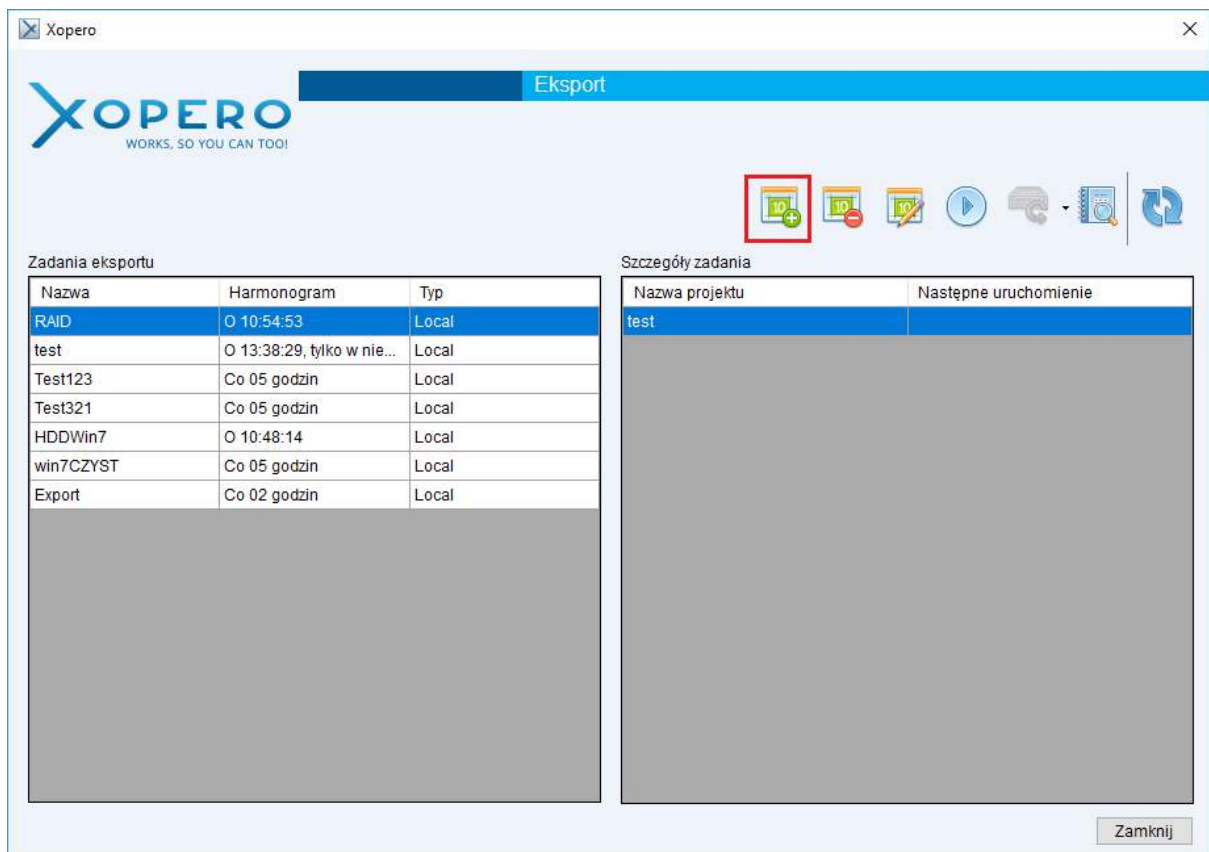 Xopero
Eksport
XOPERO
WORKS, SO YOU CAN TOO!
10 10 10
Zadania eksportu
Nazwa Harmonogram Typ
RAID O 10:54:53 Local
test O 13:38:29, tylko w nie... Local
Test123 Co 05 godzin Local
Test321 Co 05 godzin Local
HDDWin7 O 10:48:14 Local
win7CZYST Co 05 godzin Local
Export Co 02 godzin Local
Szczegóły zadania
Nazwa projektu Następne uruchomienie
test
Zamknij